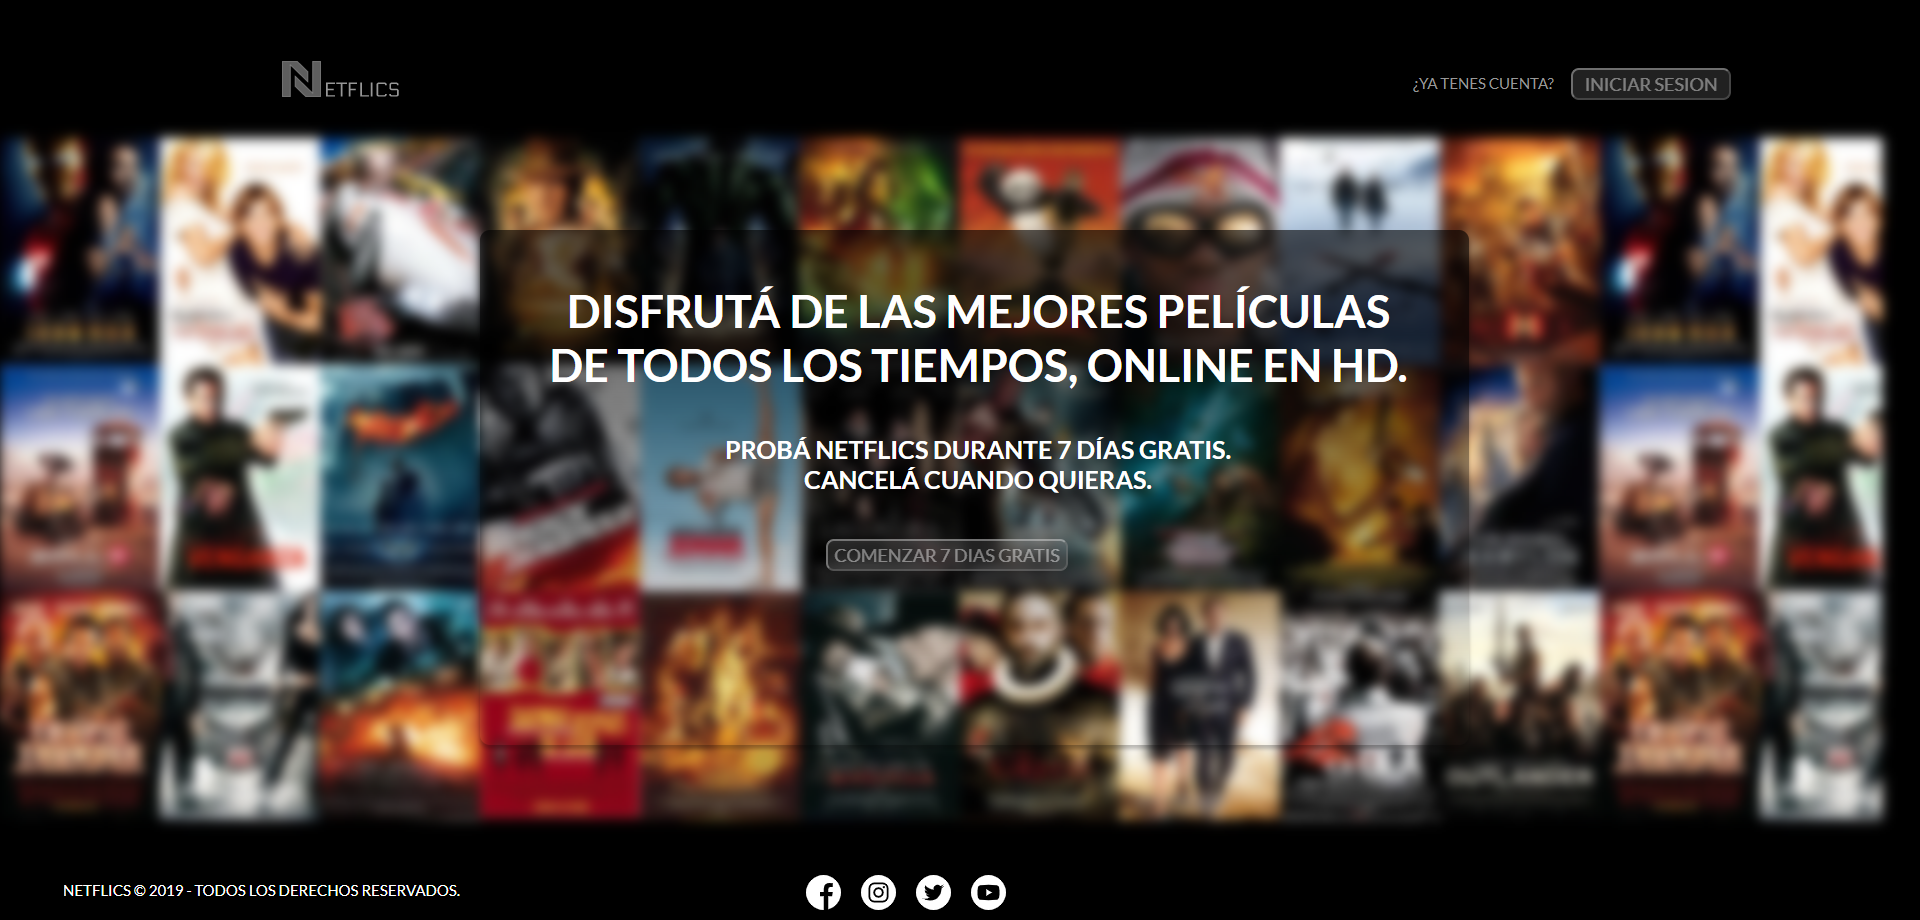 NETFLICS
¿YA TENES CUENTA?
INICIAR SESION
DISFRUTÁ DE LAS MEJORES PELÍCULAS
DE TODOS LOS TIEMPOS, ONLINE EN HD.
PROBÁ NETFLICS DURANTE 7 DÍAS GRATIS.
CANCELÁ CUANDO QUIERAS.
COMENZAR 7 DIAS GRATIS
NETFLICS © 2019 - TODOS LOS DERECHOS RESERVADOS.